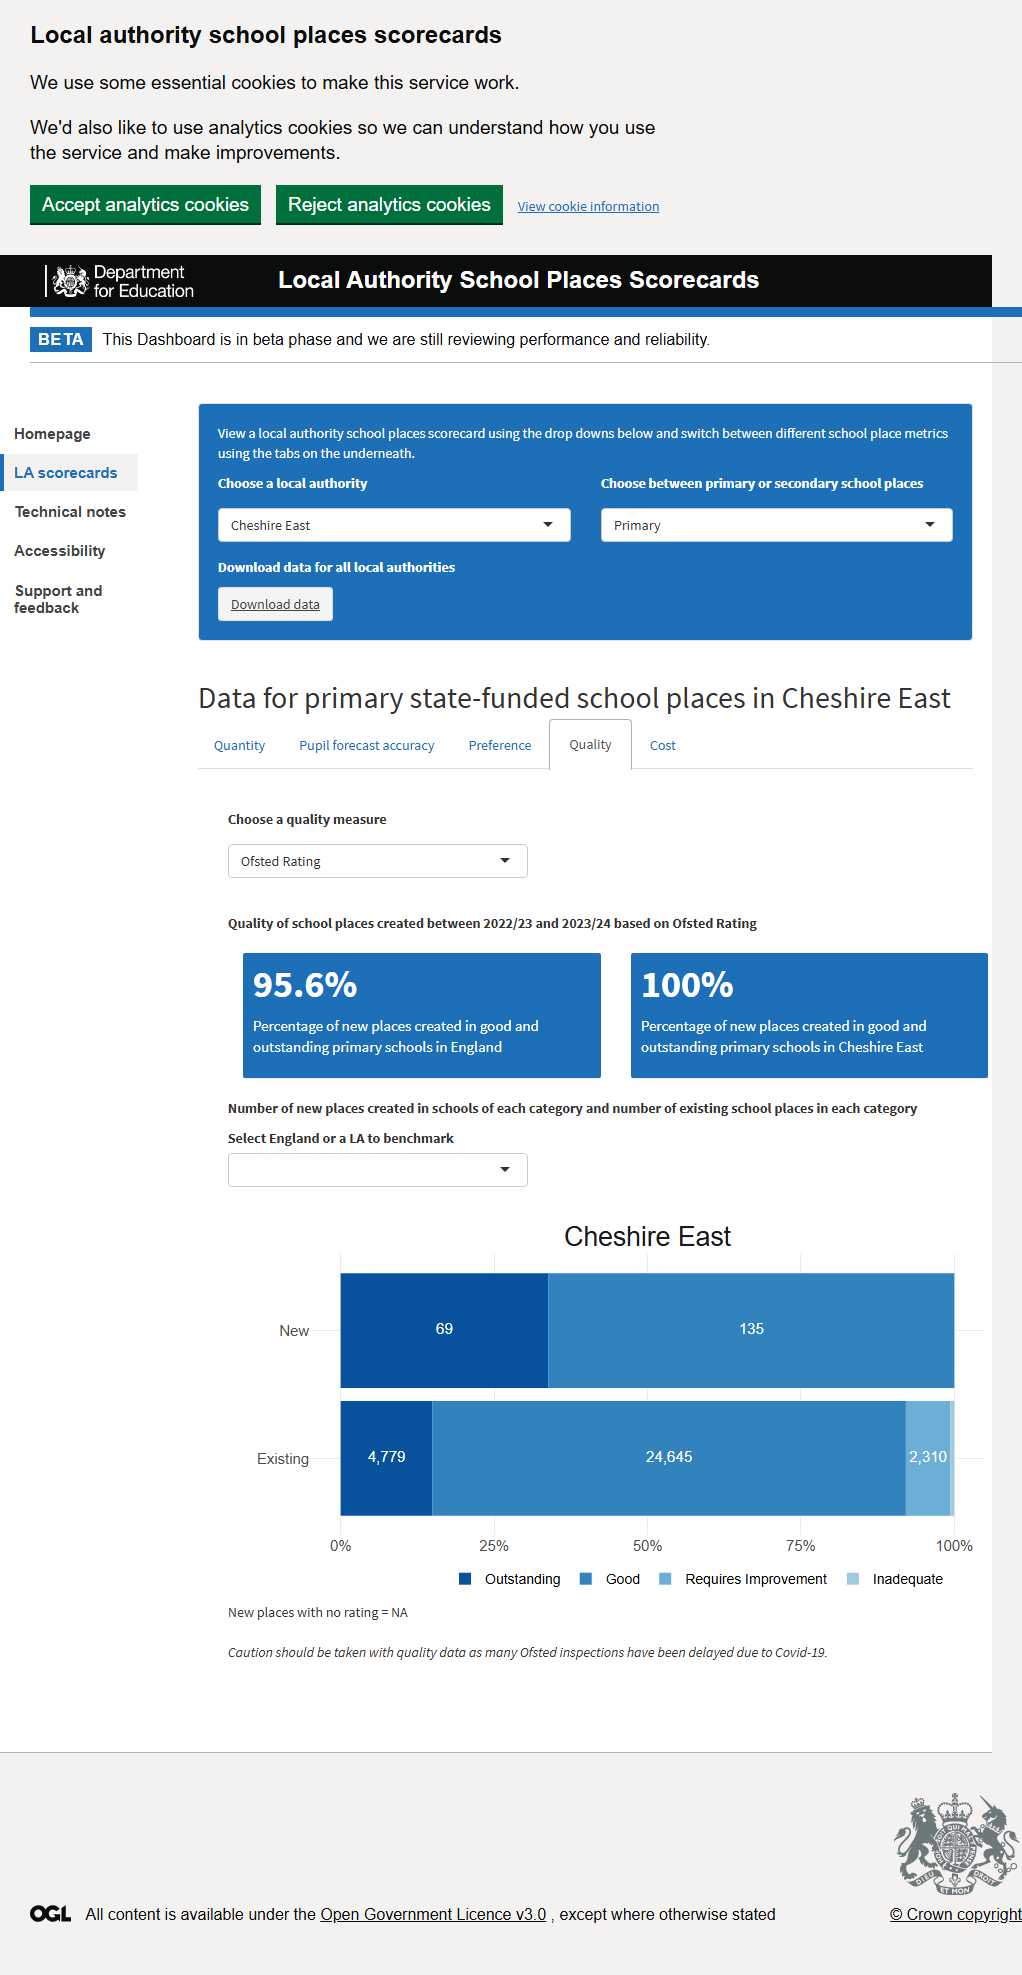 Local authority school places scorecards
We use some essential cookies to make this service work.
We'd also like to use analytics cookies so we can understand how you use
the service and make improvements.
Accept analytics cookies
Reject analytics cookies
View cookie information
Department
for Education
Local Authority School Places Scorecards
BETA
This Dashboard is in beta phase and we are still reviewing performance and reliability.
Homepage
LA scorecards
Technical notes
Accessibility
Support and
feedback
View a local authority school places scorecard using the drop downs below and switch between different school place metrics
using the tabs on the underneath.
Choose a local authority
Choose between primary or secondary school places
Cheshire East
Primary
Download data for all local authorities
Download data
Data for primary state-funded school places in Cheshire East
Quantity
Pupil forecast accuracy
Preference
Quality
Cost
Choose a quality measure
Ofsted Rating
Quality of school places created between 2022/23 and 2023/24 based on Ofsted Rating
95.6%
Percentage of new places created in good and
outstanding primary schools in England
100%
Percentage of new places created in good and
outstanding primary schools in Cheshire East
Number of new places created in schools of each category and number of existing school places in each category
Select England or a LA to benchmark
Cheshire East
New
69
135
Existing
4,779
24,645
2,310
0%
25%
50%
75%
100%
Outstanding
Good
Requires Improvement
Inadequate
New places with no rating = NA
Caution should be taken with quality data as many Ofsted inspections have been delayed due to Covid-19.
OGL
All content is available under the Open Government Licence v3.0 , except where otherwise stated
© Crown copyright